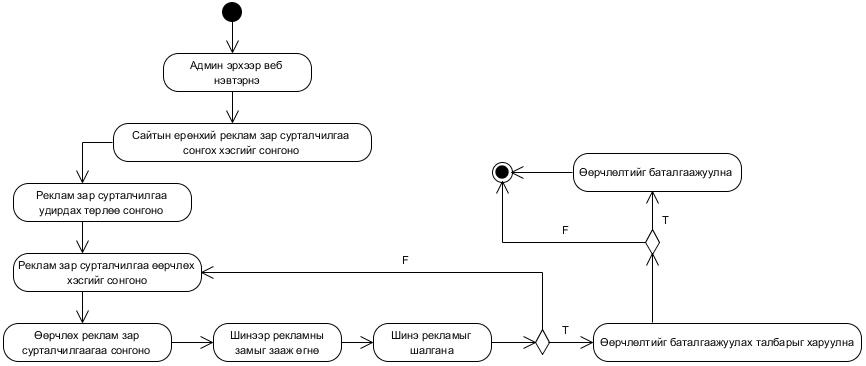 Админ эрхээр веб
нэвтэрнэ
Сайтын ерөнхий реклам зар сурталчилгаа
сонгох хэсгийг сонгоно
Реклам зар сурталчилгаа
удирдах төрлөө сонгоно
Реклам зар сурталчилгаа өөрчлөх
хэсгийг сонгоно
Өөрчлөх реклам зар
сурталчилгаагаа сонгоно
Шинээр рекламны
замыг зааж өгнө
Шинэ рекламыг
шалгана
F
T
Өөрчлөлтийг баталгаажуулах талбарыг харуулна
F
T
Өөрчлөлтийг баталгаажуулна